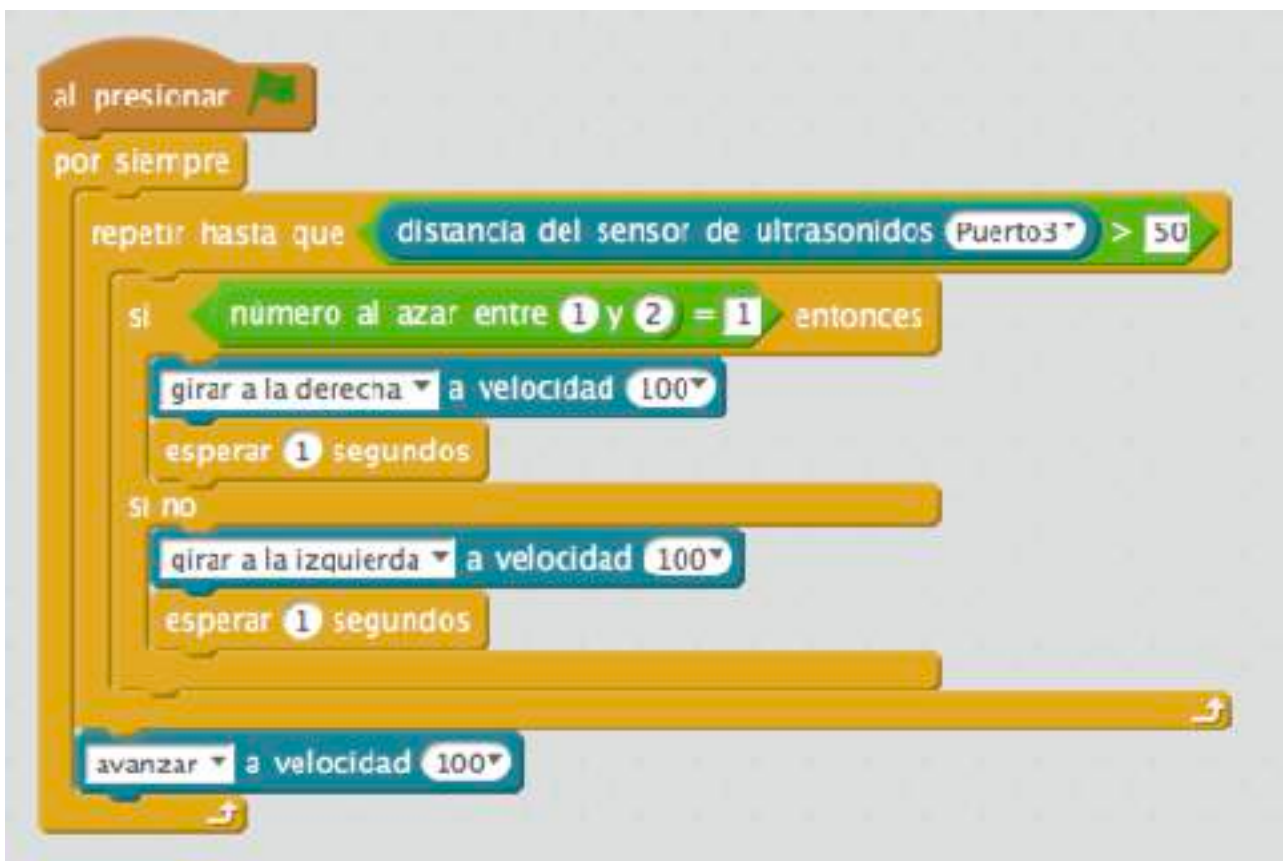 al presionar
por siempre
repetir hasta que distancia del sensor de ultrasonidos Puerto3 > 50
si número al azar entre 1 y 2 = 1 entonces
girar a la derecha a velocidad 100
esperar 1 segundos
si no
girar a la izquierda a velocidad 100
esperar 1 segundos
avanzar a velocidad 100